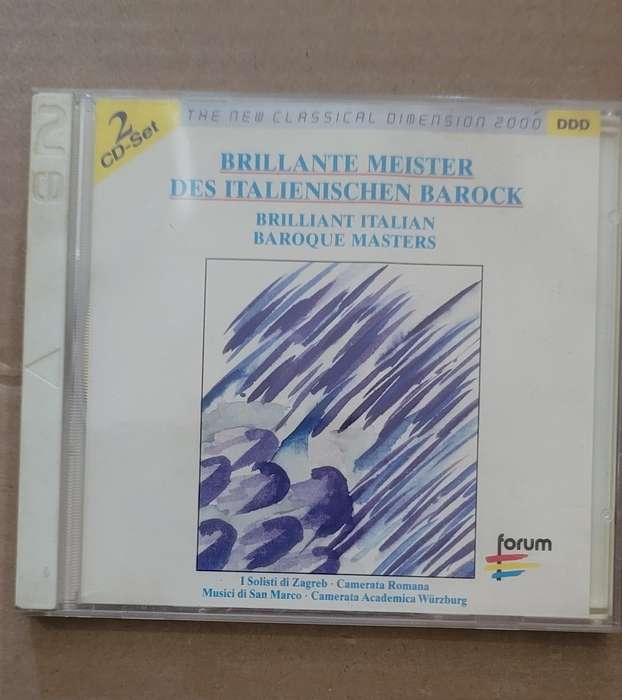 2 CD
2
CD-Set
THE NEW CLASSICAL DIMENSION 2000
DDD
BRILLANTE MEISTER
DES ITALIENISCHEN BAROCK
BRILLIANT ITALIAN
BAROQUE MASTERS
forum
I Solisti di Zagreb · Camerata Romana
Musici di San Marco · Camerata Academica Würzburg